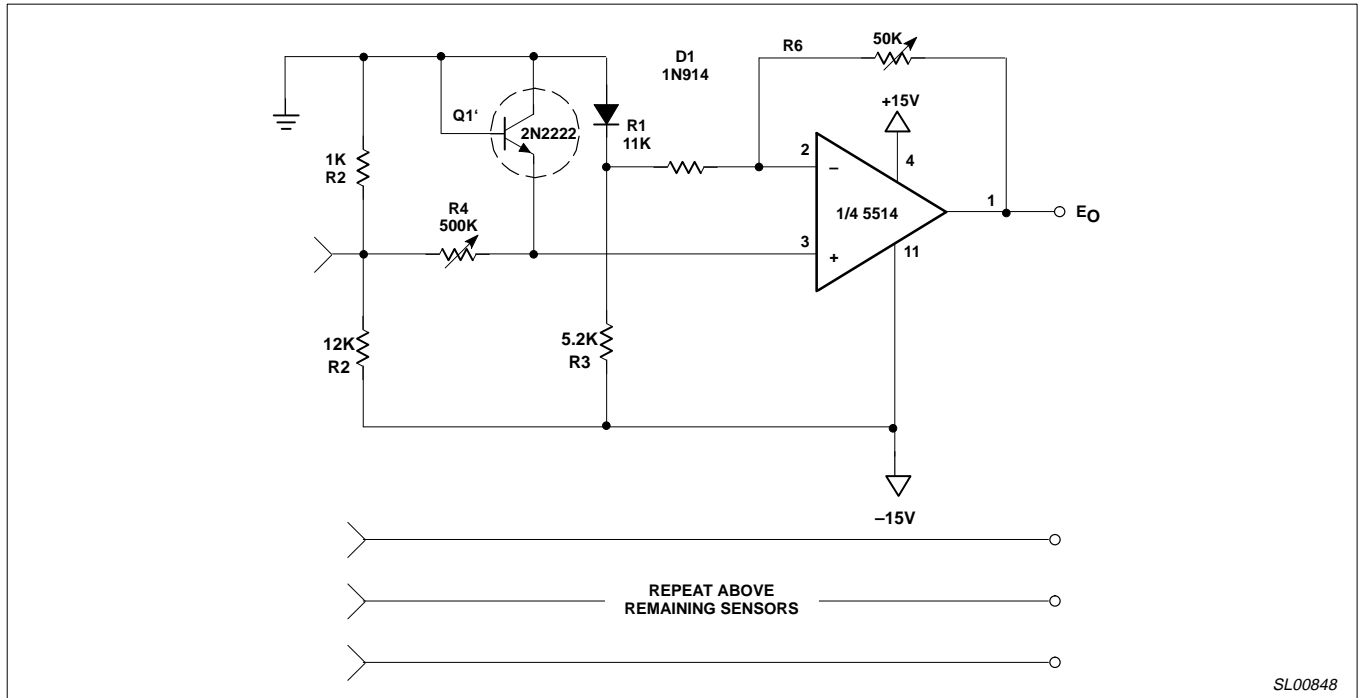 R6
50K
D1
1N914
+15V
Q1‘
2N2222
R1
11K
1K
R2
2
–
4
R4
500K
1/4 5514
1
EO
3
+
11
12K
R2
5.2K
R3
–15V
REPEAT ABOVE
REMAINING SENSORS
SL00848